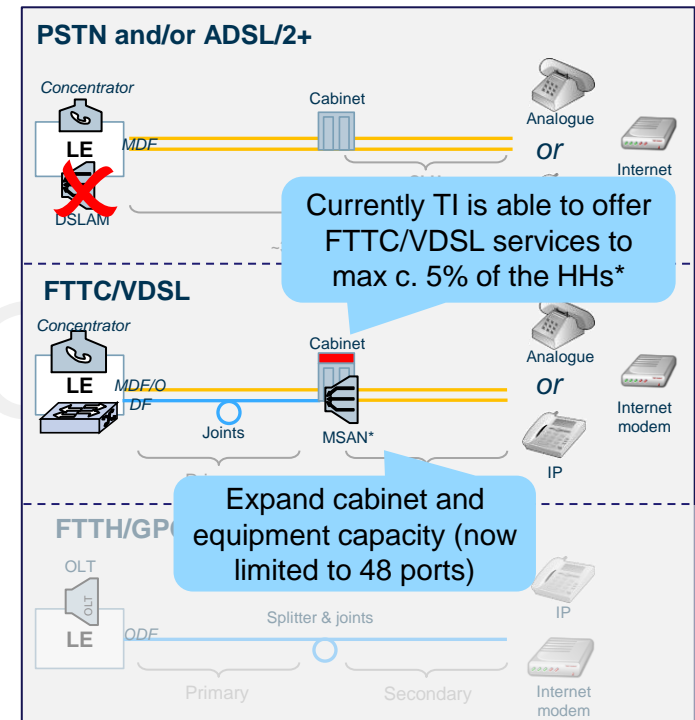 PSTN and/or ADSL/2+
Concentrator
Cabinet
Analogue
LE
MDF
or
Internet
DSLAM
Currently TI is able to offer
FTTC/VDSL services to
max c. 5% of the HHs*
FTTC/VDSL
Concentrator
Cabinet
Analogue
LE
MDF/O
DF
or
Internet
modem
Joints
MSAN*
IP
Expand cabinet and
equipment capacity (now
limited to 48 ports)
FTTH/GP
OLT
OLT
LE
ODF
Splitter & joints
IP
Primary
Secondary
Internet
modem